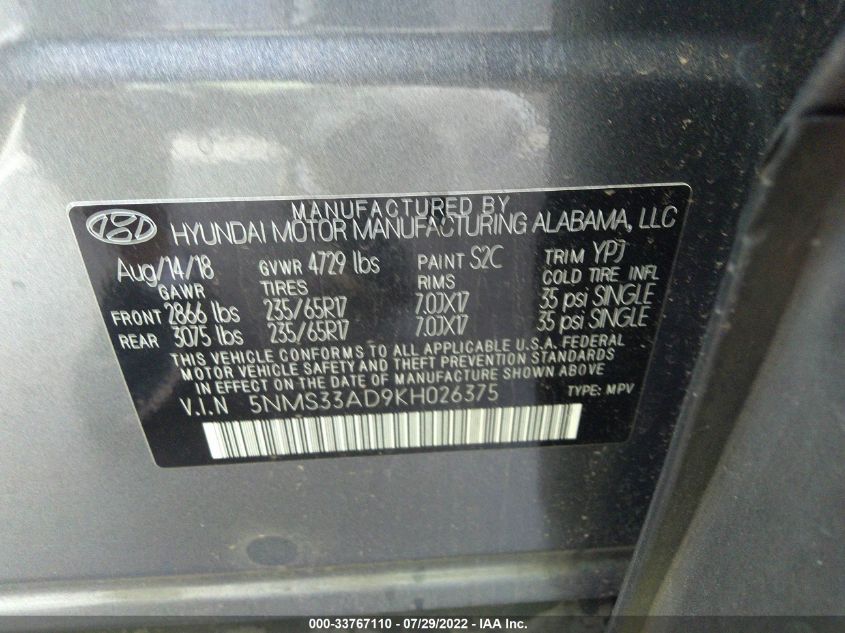 MANUFACTURED BY
HYUNDAI MOTOR MANUFACTURING ALABAMA, LLC
Aug/14/18 GVWR 4729 lbs PAINT S2C TRIM YPJ
GAWR TIRES RIMS COLD TIRE INFL
FRONT 2866 lbs 235/65R17 7.0JX17 35 psi SINGLE
REAR 3075 lbs 235/65R17 7.0JX17 35 psi SINGLE
THIS VEHICLE CONFORMS TO ALL APPLICABLE U.S.A. FEDERAL
MOTOR VEHICLE SAFETY AND THEFT PREVENTION STANDARDS
IN EFFECT ON THE DATE OF MANUFACTURE SHOWN ABOVE.
V.I.N 5NMS33AD9KH026375 TYPE: MPV
000-33767110 - 07/29/2022 - © IAA Inc.